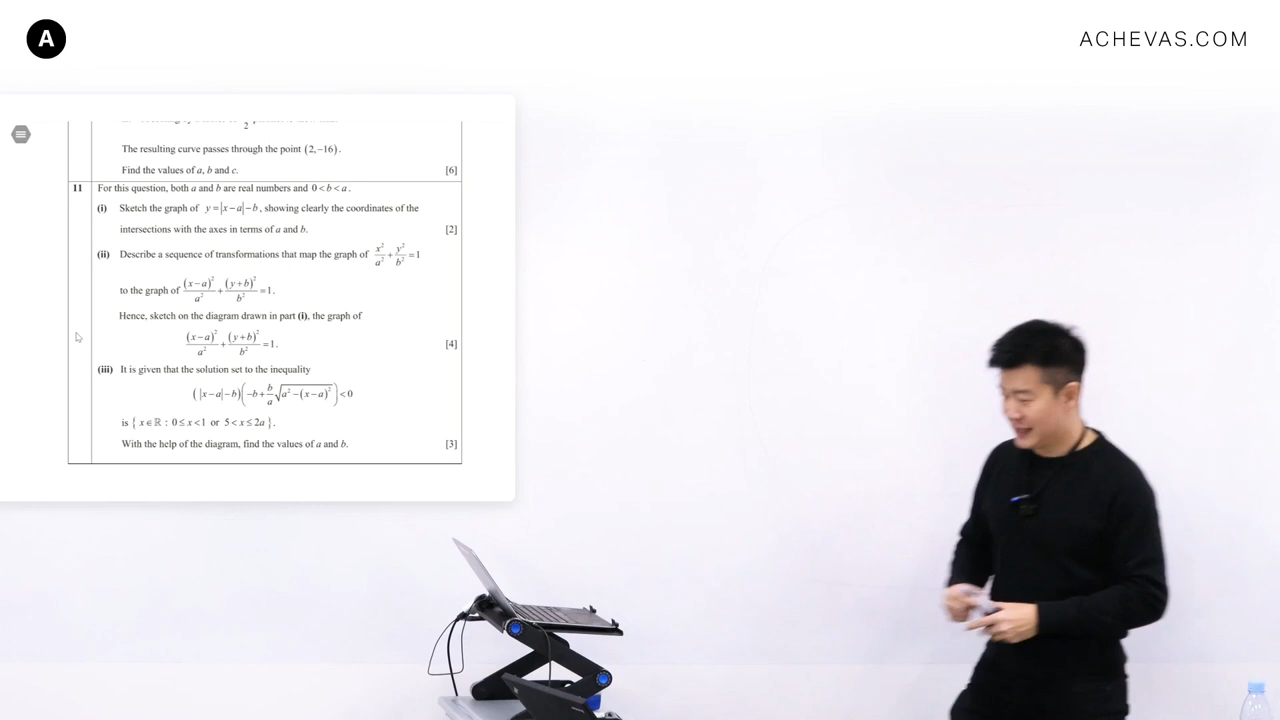 A
ACHEVAS.COM
2
The resulting curve passes through the point (2,−16).
Find the values of a, b and c. [6]
11 For this question, both a and b are real numbers and 0 < b < a.
(i) Sketch the graph of y = |x − a| − b, showing clearly the coordinates of the
intersections with the axes in terms of a and b. [2]
(ii) Describe a sequence of transformations that map the graph of x²/a² + y²/b² = 1
to the graph of (x−a)²/a² + (y+b)²/b² = 1.
Hence, sketch on the diagram drawn in part (i), the graph of
(x−a)²/a² + (y+b)²/b² = 1. [4]
(iii) It is given that the solution set to the inequality
(|x−a|−b)(−b + b/a √(a² − (x−a)²)) < 0
is { x ∈ ℝ : 0 ≤ x < 1 or 5 < x ≤ 2a }.
With the help of the diagram, find the values of a and b. [3]